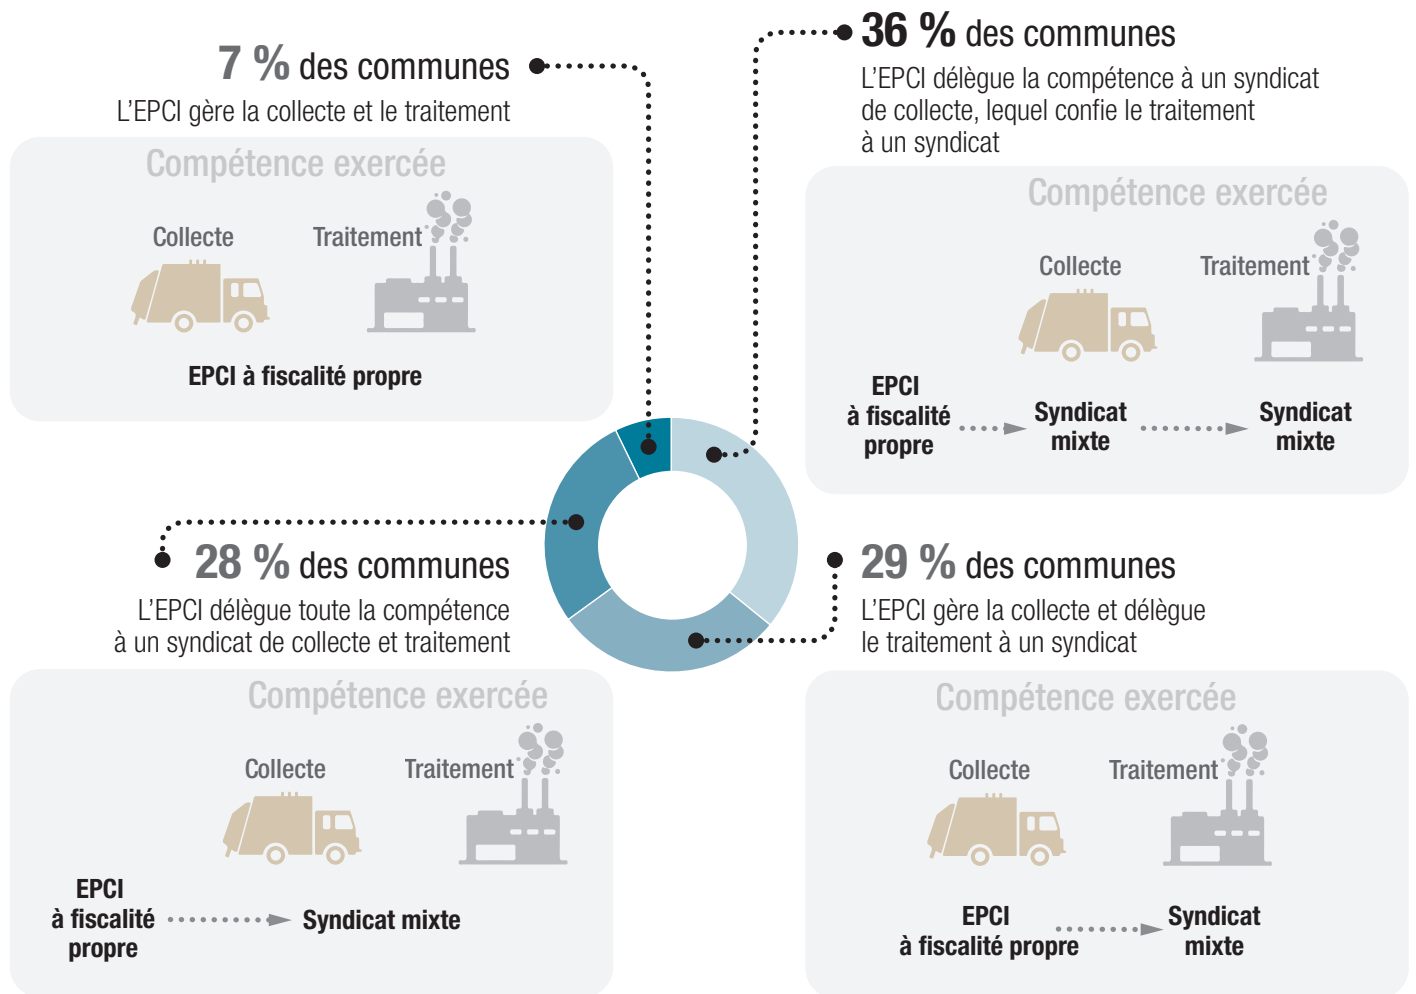 7 % des communes
L’EPCI gère la collecte et le traitement
Compétence exercée
Collecte
Traitement
EPCI à fiscalité propre
36 % des communes
L’EPCI délègue la compétence à un syndicat
de collecte, lequel confie le traitement
à un syndicat
Compétence exercée
Collecte
Traitement
EPCI
à fiscalité
propre
Syndicat
mixte
Syndicat
mixte
28 % des communes
L’EPCI délègue toute la compétence
à un syndicat de collecte et traitement
Compétence exercée
Collecte
Traitement
EPCI
à fiscalité
propre
Syndicat mixte
29 % des communes
L’EPCI gère la collecte et délègue
le traitement à un syndicat
Compétence exercée
Collecte
Traitement
EPCI
à fiscalité propre
Syndicat
mixte